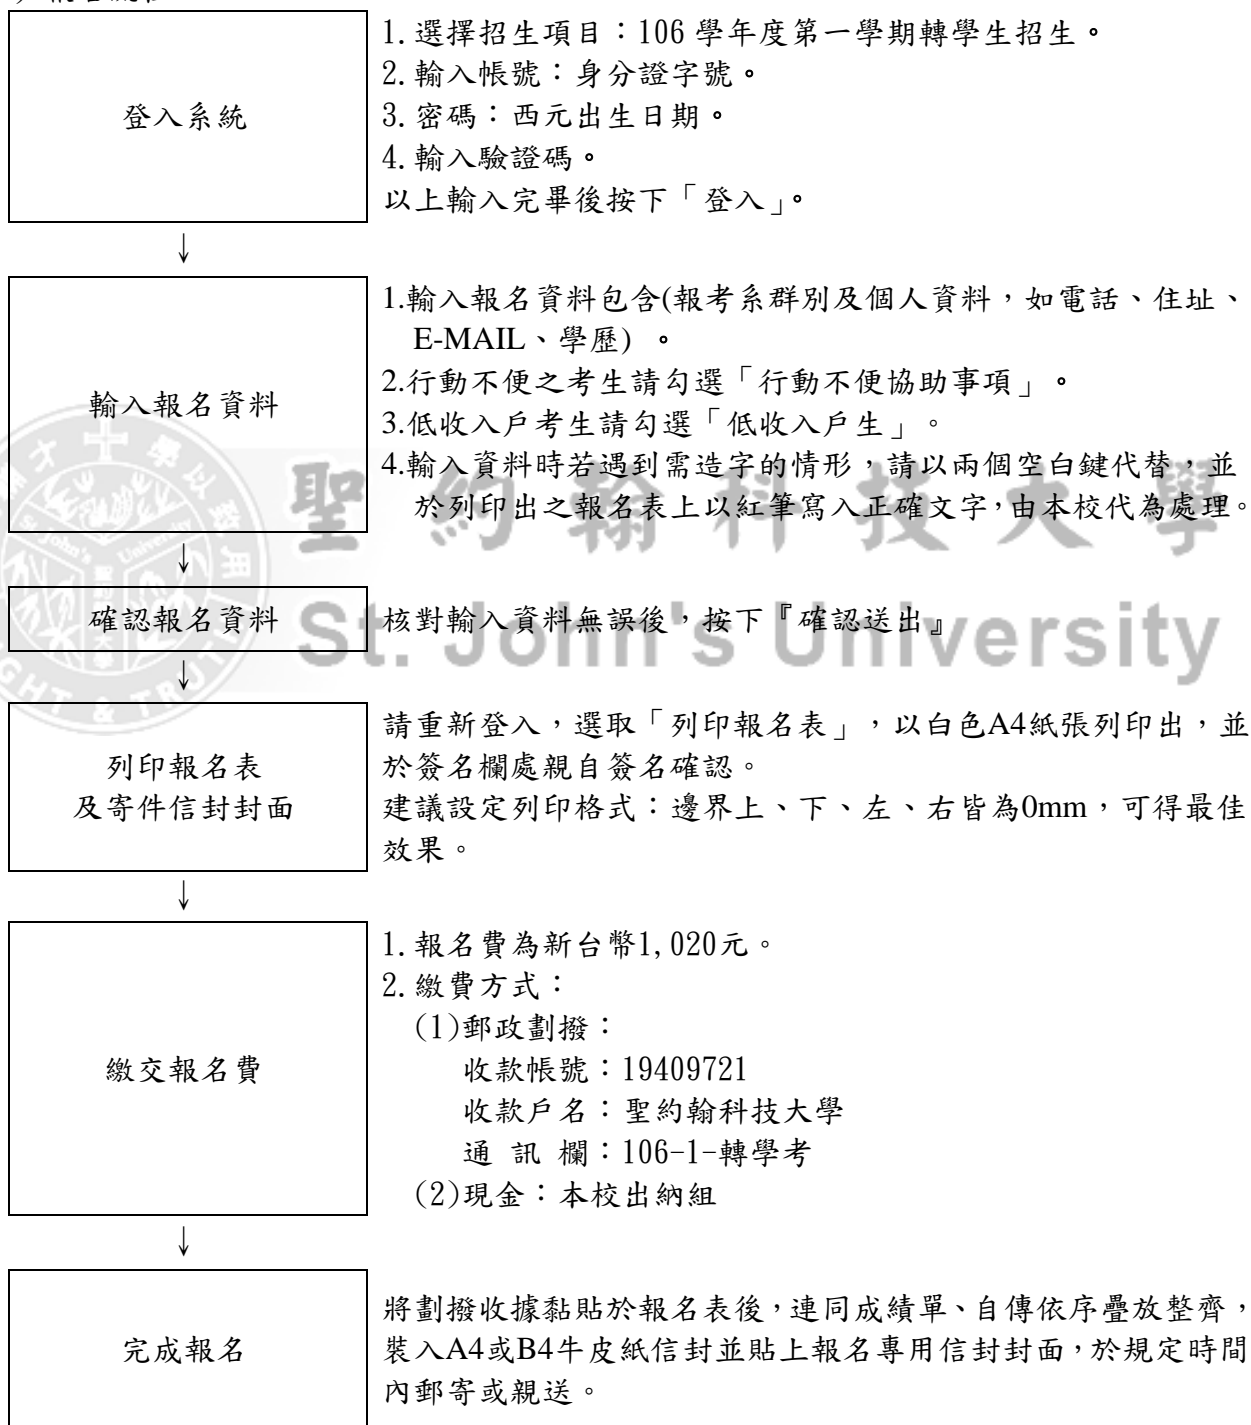 登入系統
1.選擇招生項目：106 學年度第一學期轉學生招生。
2.輸入帳號：身分證字號。
3.密碼：西元出生日期。
4.輸入驗證碼。
以上輸入完畢後按下「登入」。
↓
輸入報名資料
1.輸入報名資料包含(報考系群別及個人資料，如電話、住址、
E-MAIL、學歷) 。
2.行動不便之考生請勾選「行動不便協助事項」。
3.低收入戶考生請勾選「低收入戶生」。
4.輸入資料時若遇到需造字的情形，請以兩個空白鍵代替，並
於列印出之報名表上以紅筆寫入正確文字，由本校代為處理。
聖約翰科技大學
St. John's University
↓
確認報名資料
核對輸入資料無誤後，按下『確認送出』
↓
列印報名表
及寄件信封封面
請重新登入，選取「列印報名表」，以白色A4紙張列印出，並
於簽名欄處親自簽名確認。
建議設定列印格式：邊界上、下、左、右皆為0mm，可得最佳
效果。
↓
繳交報名費
1.報名費為新台幣1,020元。
2.繳費方式：
(1)郵政劃撥：
收款帳號：19409721
收款戶名：聖約翰科技大學
通 訊 欄：106-1-轉學考
(2)現金：本校出納組
↓
完成報名
將劃撥收據黏貼於報名表後，連同成績單、自傳依序疊放整齊，
裝入A4或B4牛皮紙信封並貼上報名專用信封封面，於規定時間
內郵寄或親送。